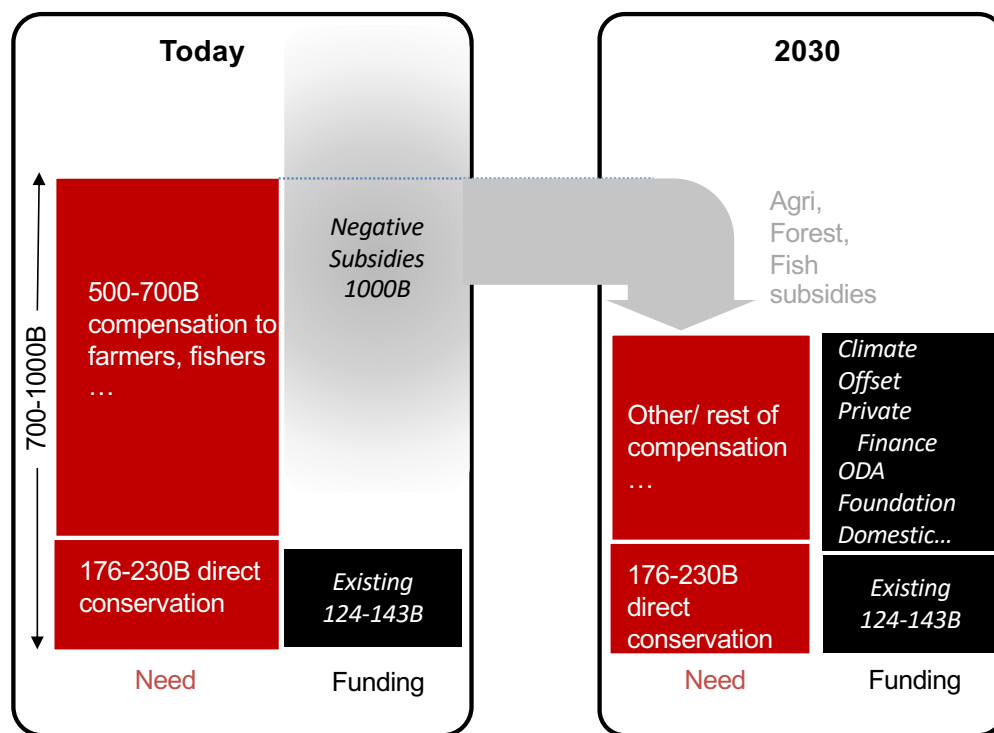 Today
700-1000B
500-700B
compensation to
farmers, fishers
…
176-230B direct
conservation
Negative
Subsidies
1000B
Existing
124-143B
Need
Funding
2030
Agri,
Forest,
Fish
subsidies
Other/ rest of
compensation
…
176-230B
direct
conservation
Climate
Offset
Private
Finance
ODA
Foundation
Domestic…
Existing
124-143B
Need
Funding